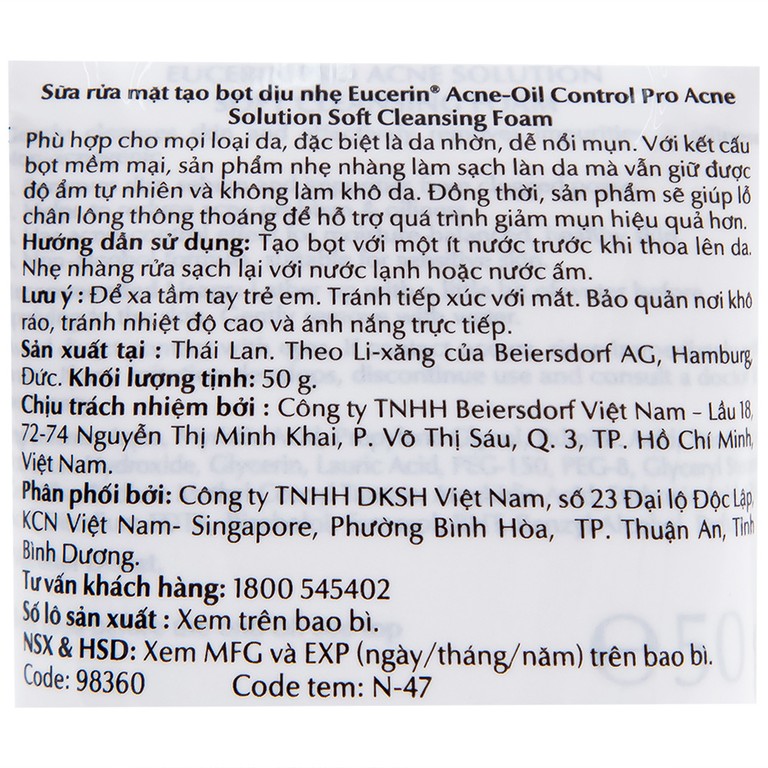 Sữa rửa mặt tạo bọt dịu nhẹ Eucerin® Acne-Oil Control Pro Acne
Solution Soft Cleansing Foam
Phù hợp cho mọi loại da, đặc biệt là da nhờn, dễ nổi mụn. Với kết cấu
bọt mềm mại, sản phẩm nhẹ nhàng làm sạch làn da mà vẫn giữ được
độ ẩm tự nhiên và không làm khô da. Đồng thời, sản phẩm sẽ giúp lỗ
chân lông thông thoáng để hỗ trợ quá trình giảm mụn hiệu quả hơn.
Hướng dẫn sử dụng: Tạo bọt với một ít nước trước khi thoa lên da.
Nhẹ nhàng rửa sạch lại với nước lạnh hoặc nước ấm.
Lưu ý : Để xa tầm tay trẻ em. Tránh tiếp xúc với mắt. Bảo quản nơi khô
ráo, tránh nhiệt độ cao và ánh nắng trực tiếp.
Sản xuất tại : Thái Lan. Theo Li-xăng của Beiersdorf AG, Hamburg,
Đức. Khối lượng tịnh: 50 g.
Chịu trách nhiệm bởi : Công ty TNHH Beiersdorf Việt Nam – Lầu 18,
72-74 Nguyễn Thị Minh Khai, P. Võ Thị Sáu, Q. 3, TP. Hồ Chí Minh,
Việt Nam.
Phân phối bởi: Công ty TNHH DKSH Việt Nam, số 23 Đại lộ Độc Lập,
KCN Việt Nam- Singapore, Phường Bình Hòa, TP. Thuận An, Tỉnh
Bình Dương.
Tư vấn khách hàng: 1800 545402
Số lô sản xuất : Xem trên bao bì.
NSX & HSD: Xem MFG và EXP (ngày/tháng/năm) trên bao bì.
Code: 98360 Code tem: N-47